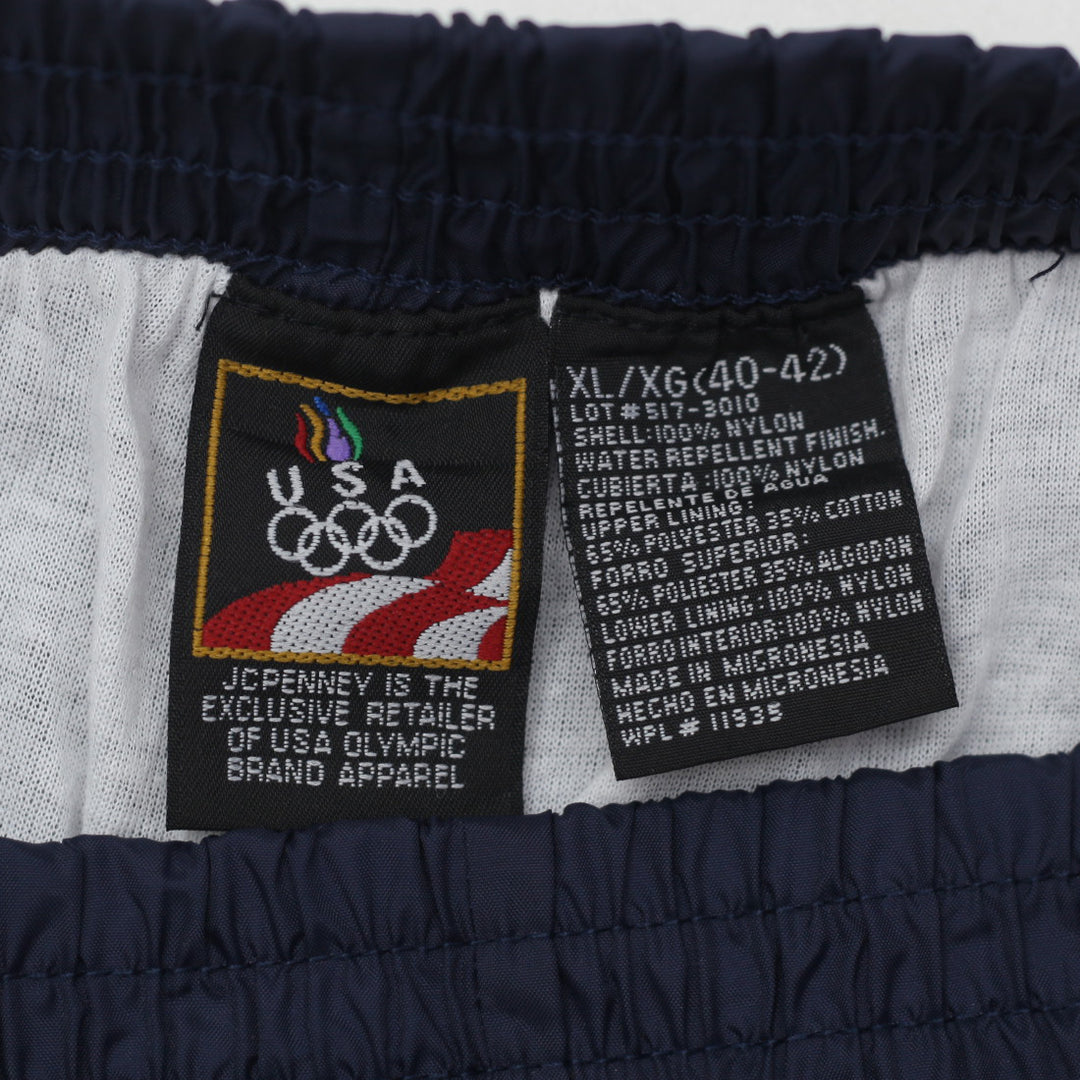 USA
JCPENNEY IS THE
EXCLUSIVE RETAILER
OF USA OLYMPIC
BRAND APPAREL
XL/XG(40-42)
LOT #517-3010
SHELL:100% NYLON
WATER REPELLENT FINISH.
CUBIERTA:100% NYLON
REPELENTE DE AGUA
UPPER LINING:
65% POLYESTER 35% COTTON
FORRO SUPERIOR:
65% POLIESTER 35% ALGODON
LOWER LINING:100% NYLON
FORRO INTERIOR:100% NYLON
MADE IN MICRONESIA
HECHO EN MICRONESIA
WPL # 11935